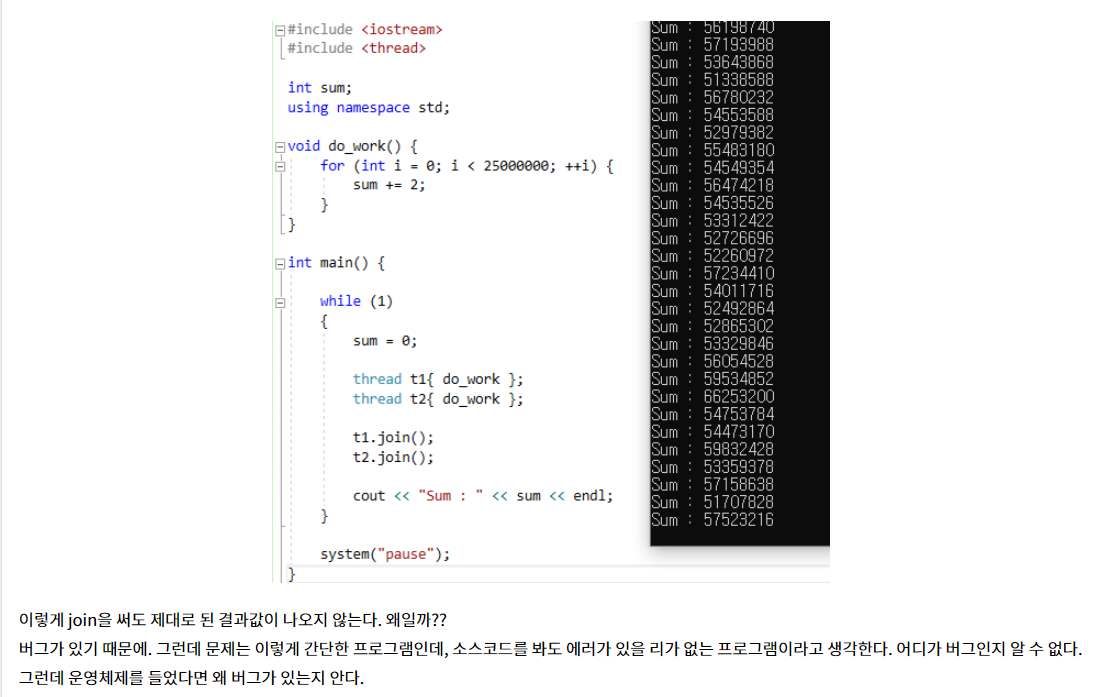 #include <iostream>
#include <thread>
int sum;
using namespace std;
void do_work() {
for (int i = 0; i < 25000000; ++i) {
sum += 2;
}
}
int main() {
while (1)
{
sum = 0;
thread t1{ do_work };
thread t2{ do_work };
t1.join();
t2.join();
cout << "Sum : " << sum << endl;
}
system("pause");
}
Sum : 56198740
Sum : 57193988
Sum : 53643868
Sum : 51338588
Sum : 56780232
Sum : 54553588
Sum : 52979382
Sum : 55483180
Sum : 54549354
Sum : 56474218
Sum : 54535526
Sum : 53312422
Sum : 52726696
Sum : 52260972
Sum : 57234410
Sum : 54011716
Sum : 52492864
Sum : 52865302
Sum : 53329846
Sum : 56054528
Sum : 59534852
Sum : 66253200
Sum : 54753784
Sum : 54473170
Sum : 59832428
Sum : 53359378
Sum : 57158638
Sum : 51707828
Sum : 57523216
이렇게 join을 써도 제대로 된 결과값이 나오지 않는다. 왜일까??
버그가 있기 때문에. 그런데 문제는 이렇게 간단한 프로그램인데, 소스코드를 봐도 에러가 있을 리가 없는 프로그램이라고 생각한다. 어디가 버그인지 알 수 없다.
그런데 운영체제를 들었다면 왜 버그가 있는지 안다.